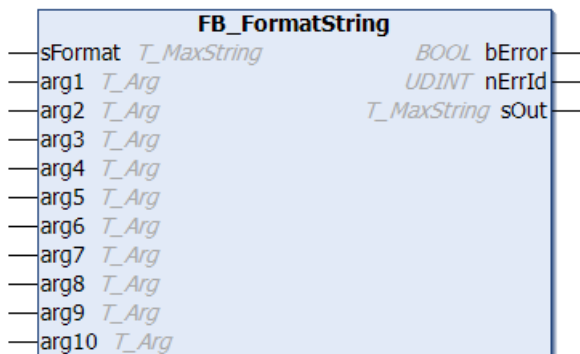 FB_FormatString
sFormat T_MaxString BOOL bError
arg1 T_Arg UDINT nErrId
arg2 T_Arg T_MaxString sOut
arg3 T_Arg
arg4 T_Arg
arg5 T_Arg
arg6 T_Arg
arg7 T_Arg
arg8 T_Arg
arg9 T_Arg
arg10 T_Arg